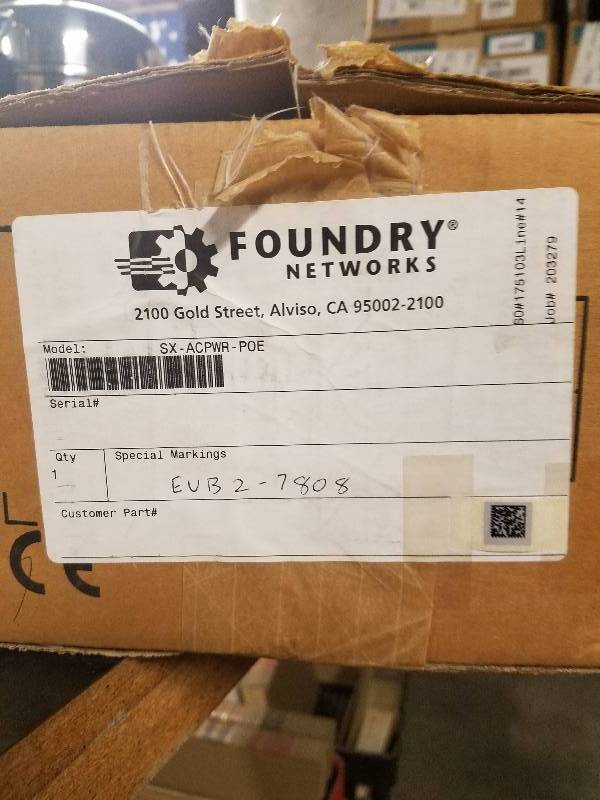 FOUNDRY®
NETWORKS
2100 Gold Street, Alviso, CA 95002-2100
SO#175103Line#14
Job# 203279
Model: SX-ACPWR-POE
Serial#
Qty Special Markings
1 EUB2-7808
Customer Part#
CE